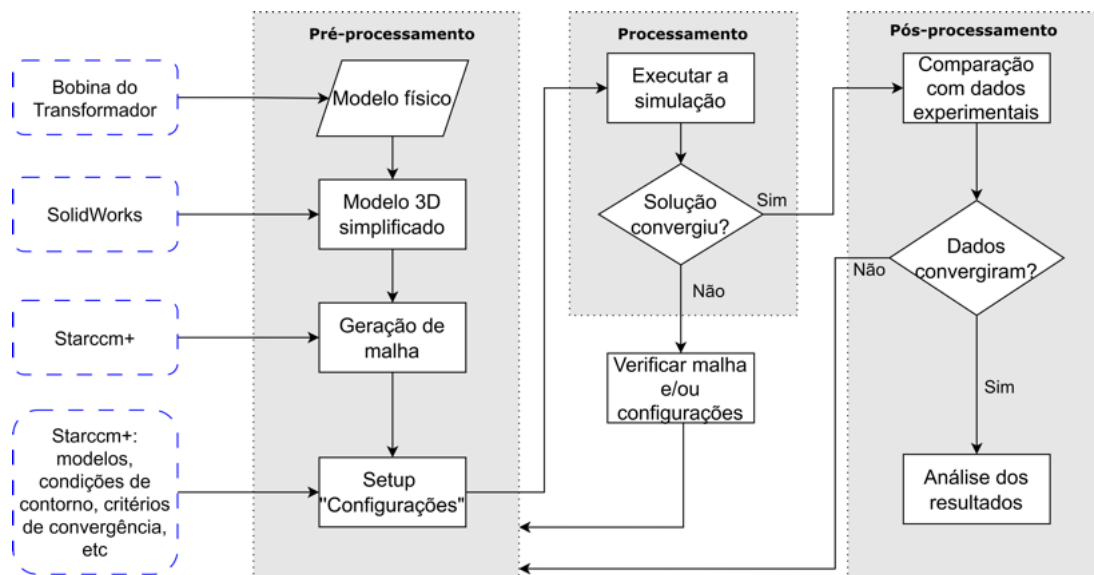 Pré-processamento
Processamento
Pós-processamento
Bobina do
Transformador
Modelo físico
Executar a
simulação
Comparação
com dados
experimentais
SolidWorks
Modelo 3D
simplificado
Solução
convergiu?
Sim
Não
Dados
convergiram?
Não
Sim
Starccm+
Geração de
malha
Verificar malha
e/ou
configurações
Starccm+:
modelos,
condições de
contorno, critérios
de convergência,
etc
Setup
"Configurações"
Análise dos
resultados